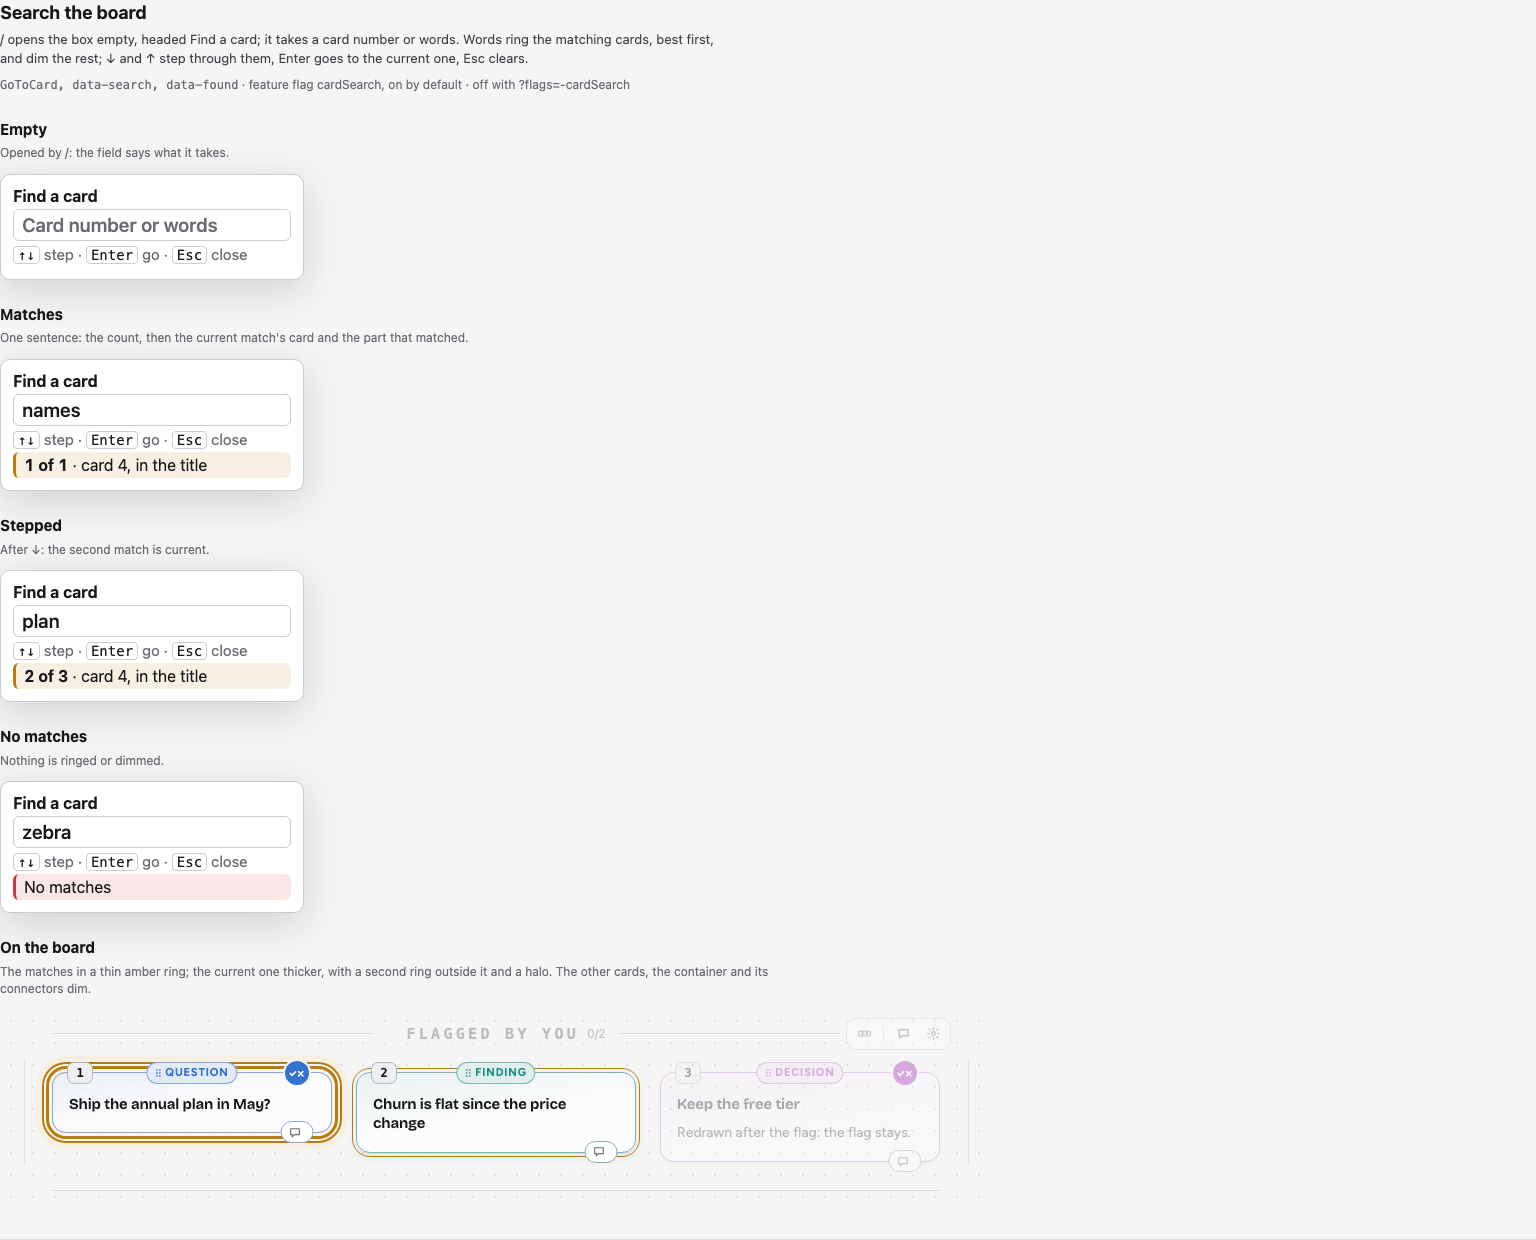 Search the board
/ opens the box empty, headed Find a card; it takes a card number or words. Words ring the matching cards, best first,
and dim the rest; ↓ and ↑ step through them, Enter goes to the current one, Esc clears.
GoToCard, data-search, data-found · feature flag cardSearch, on by default · off with ?flags=-cardSearch
Empty
Opened by /: the field says what it takes.
Find a card
Card number or words
↑↓ step · Enter go · Esc close
Matches
One sentence: the count, then the current match's card and the part that matched.
Find a card
names
↑↓ step · Enter go · Esc close
1 of 1 · card 4, in the title
Stepped
After ↓: the second match is current.
Find a card
plan
↑↓ step · Enter go · Esc close
2 of 3 · card 4, in the title
No matches
Nothing is ringed or dimmed.
Find a card
zebra
↑↓ step · Enter go · Esc close
No matches
On the board
The matches in a thin amber ring; the current one thicker, with a second ring outside it and a halo. The other cards, the container and its
connectors dim.
FLAGGED BY YOU 0/2
1 QUESTION
Ship the annual plan in May?
2 FINDING
Churn is flat since the price
change
3 DECISION
Keep the free tier
Redrawn after the flag: the flag stays.